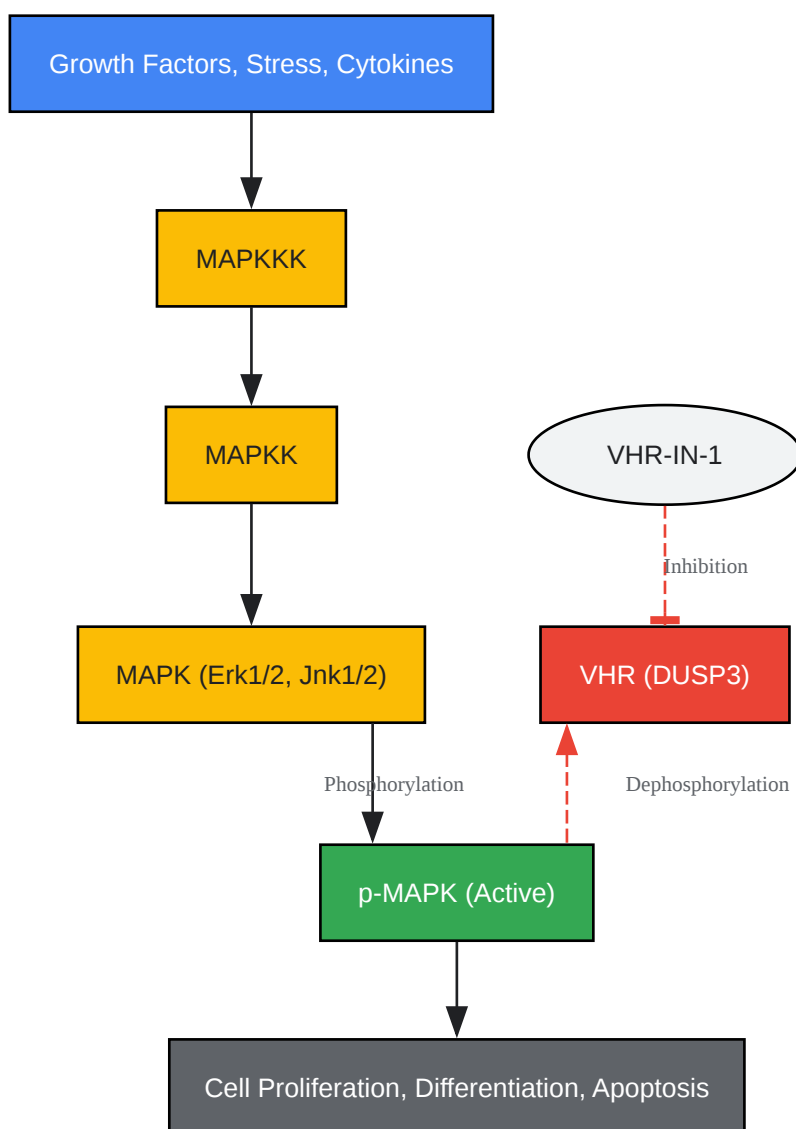 Growth Factors, Stress, Cytokines
MAPKKK
MAPKK
VHR-IN-1
Inhibition
MAPK (Erk1/2, Jnk1/2)
VHR (DUSP3)
Phosphorylation
Dephosphorylation
p-MAPK (Active)
Cell Proliferation, Differentiation, Apoptosis